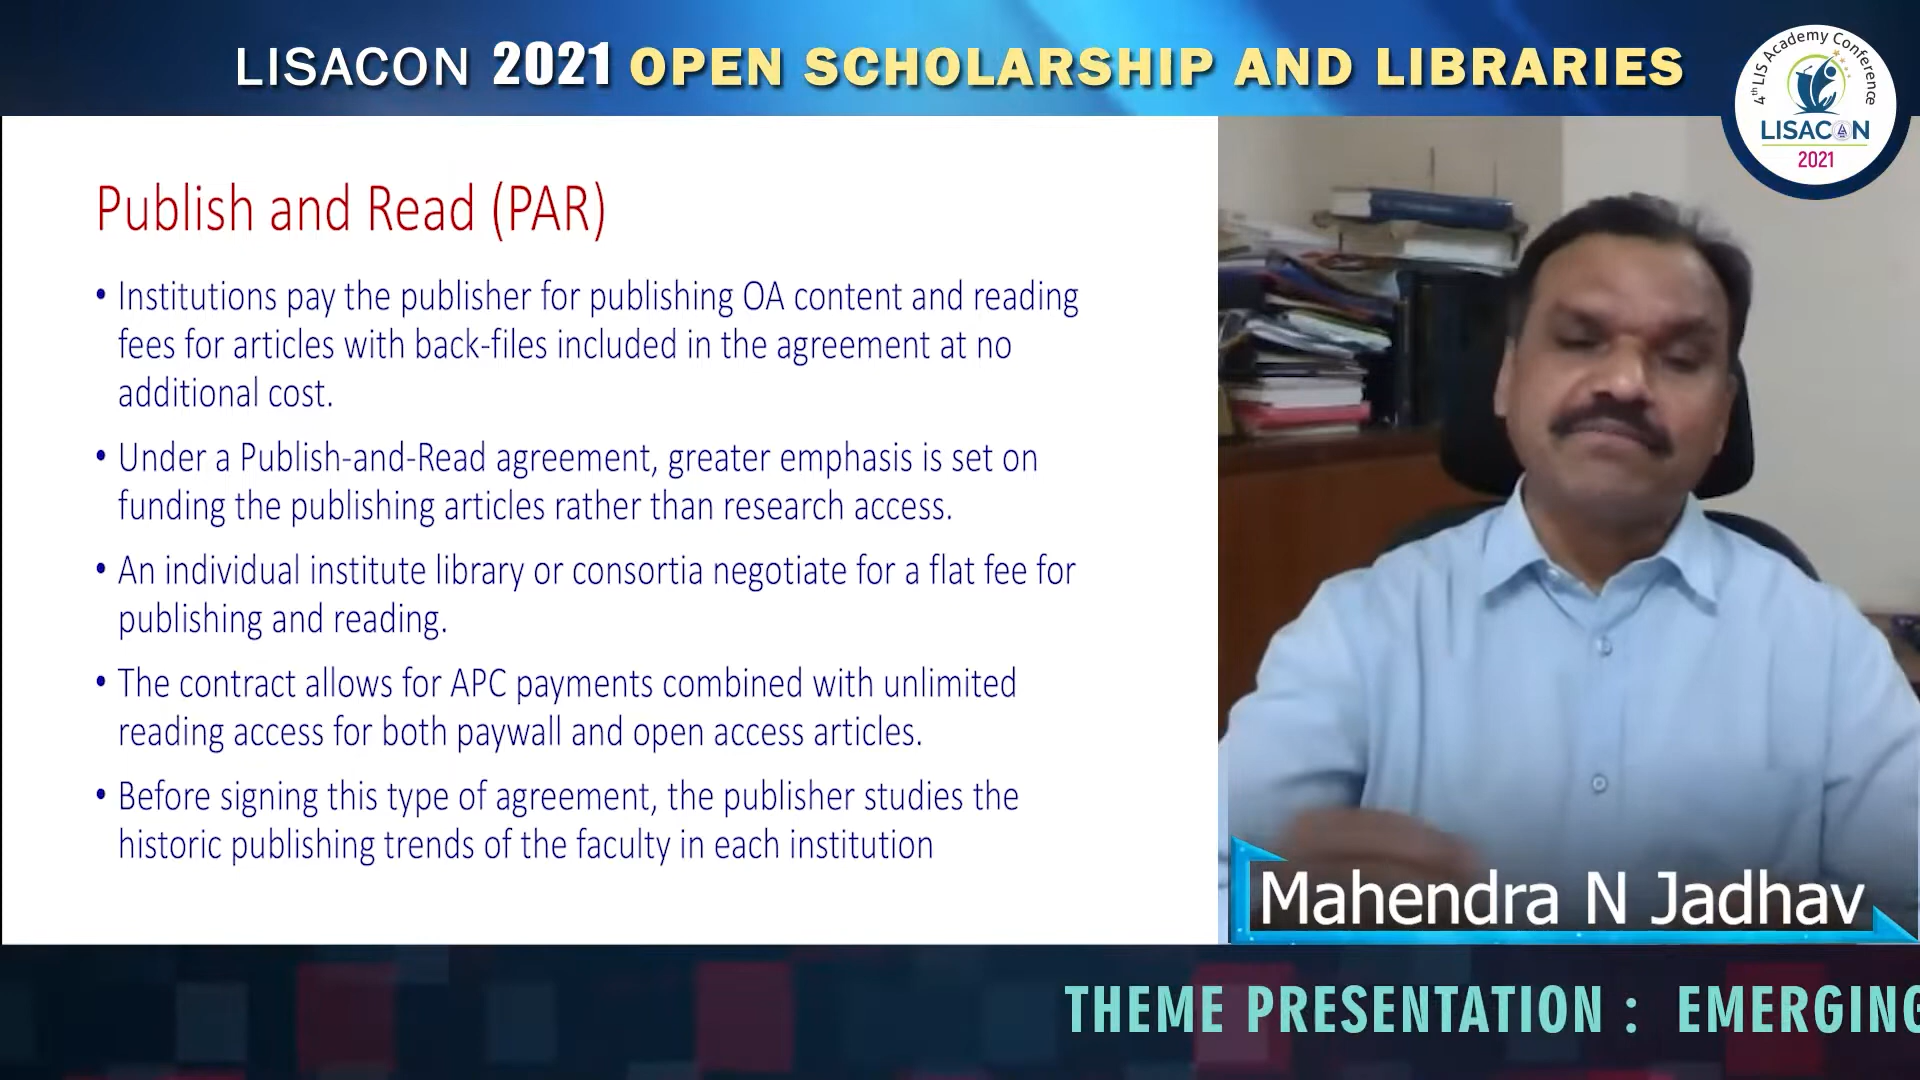 LISACON 2021 OPEN SCHOLARSHIP AND LIBRARIES
4th LIS Academy Conference
LISACON
2021
Publish and Read (PAR)
• Institutions pay the publisher for publishing OA content and reading
fees for articles with back-files included in the agreement at no
additional cost.
• Under a Publish-and-Read agreement, greater emphasis is set on
funding the publishing articles rather than research access.
• An individual institute library or consortia negotiate for a flat fee for
publishing and reading.
• The contract allows for APC payments combined with unlimited
reading access for both paywall and open access articles.
• Before signing this type of agreement, the publisher studies the
historic publishing trends of the faculty in each institution
Mahendra N Jadhav
THEME PRESENTATION : EMERGING